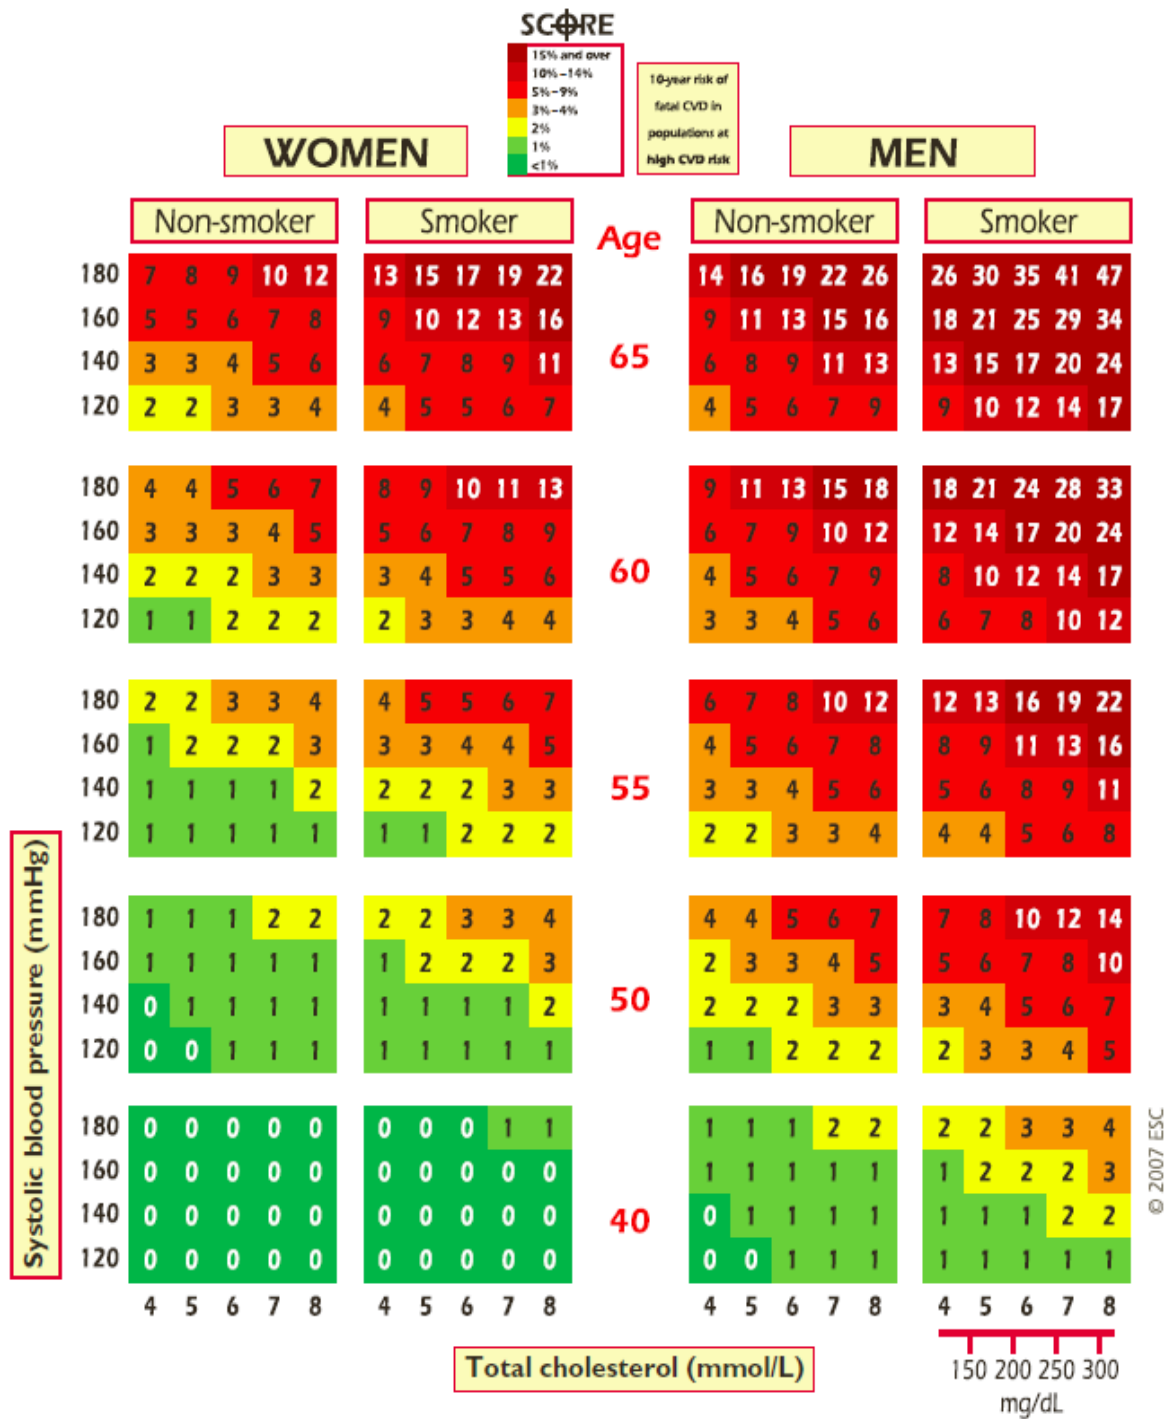 SCORE
15% and over
10%–14%
5%–9%
3%–4%
2%
1%
<1%
10-year risk of
fatal CVD in
populations at
high CVD risk
WOMEN
MEN
Non-smoker Smoker Age Non-smoker Smoker
180 7 8 9 10 12 13 15 17 19 22 14 16 19 22 26 26 30 35 41 47
160 5 5 6 7 8 9 10 12 13 16 9 11 13 15 16 18 21 25 29 34
65
140 3 3 4 5 6 6 7 8 9 11 6 8 9 11 13 13 15 17 20 24
120 2 2 3 3 4 4 5 5 6 7 4 5 6 7 9 9 10 12 14 17
180 4 4 5 6 7 8 9 10 11 13 9 11 13 15 18 18 21 24 28 33
160 3 3 3 4 5 5 6 7 8 9 6 7 9 10 12 12 14 17 20 24
60
140 2 2 2 3 3 3 4 5 5 6 4 5 6 7 9 8 10 12 14 17
120 1 1 2 2 2 2 3 3 4 4 3 3 4 5 6 6 7 8 10 12
180 2 2 3 3 4 4 5 5 6 7 6 7 8 10 12 12 13 16 19 22
160 1 2 2 2 3 3 3 4 4 5 4 5 6 7 8 8 9 11 13 16
55
140 1 1 1 1 2 2 2 2 3 3 3 3 4 5 6 5 6 8 9 11
120 1 1 1 1 1 1 1 2 2 2 2 2 3 3 4 4 4 5 6 8
180 1 1 1 2 2 2 2 3 3 4 4 4 5 6 7 7 8 10 12 14
160 1 1 1 1 1 1 2 2 2 3 2 3 3 4 5 5 6 7 8 10
50
140 0 1 1 1 1 1 1 1 1 2 2 2 2 3 3 3 4 5 6 7
120 0 0 1 1 1 1 1 1 1 1 1 1 2 2 2 2 3 3 4 5
180 0 0 0 0 0 0 0 0 1 1 1 1 1 2 2 2 2 3 3 4
160 0 0 0 0 0 0 0 0 0 0 1 1 1 1 1 1 2 2 2 3
40
140 0 0 0 0 0 0 0 0 0 0 0 1 1 1 1 1 1 1 2 2
120 0 0 0 0 0 0 0 0 0 0 0 0 1 1 1 1 1 1 1 1
4 5 6 7 8 4 5 6 7 8 4 5 6 7 8 4 5 6 7 8
Systolic blood pressure (mmHg)
Total cholesterol (mmol/L)
150 200 250 300
mg/dL
© 2007 ESC